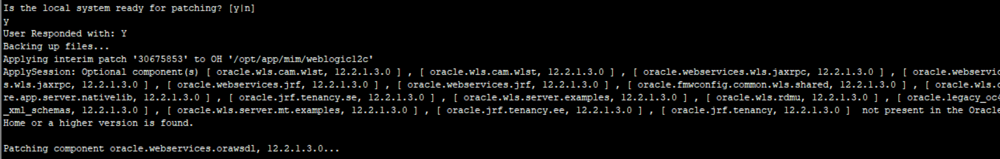 Is the local system ready for patching? [y|n]
y
User Responded with: Y
Backing up files...
Applying interim patch '30675853' to OH '/opt/app/mim/weblogic12c'
ApplySession: Optional component(s) [ oracle.wls.cam.wlst, 12.2.1.3.0 ] , [ oracle.wls.cam.wlst, 12.2.1.3.0 ] , [ oracle.webservices.wls.jaxrpc, 12.2.1.3.0 ] , [ oracle.webservic
s.wls.jaxrpc, 12.2.1.3.0 ] , [ oracle.webservices.jrf, 12.2.1.3.0 ] , [ oracle.webservices.jrf, 12.2.1.3.0 ] , [ oracle.fmwconfig.common.wls.shared, 12.2.1.3.0 ] , [ oracle.wls.c
re.app.server.nativelib, 12.2.1.3.0 ] , [ oracle.jrf.tenancy.se, 12.2.1.3.0 ] , [ oracle.wls.server.examples, 12.2.1.3.0 ] , [ oracle.wls.rdmu, 12.2.1.3.0 ] , [ oracle.legacy_oc4
_xml_schemas, 12.2.1.3.0 ] , [ oracle.wls.server.mt.examples, 12.2.1.3.0 ] , [ oracle.jrf.tenancy.ee, 12.2.1.3.0 ] , [ oracle.jrf.tenancy, 12.2.1.3.0 ]  not present in the Oracle
Home or a higher version is found.
Patching component oracle.webservices.orawsdl, 12.2.1.3.0...